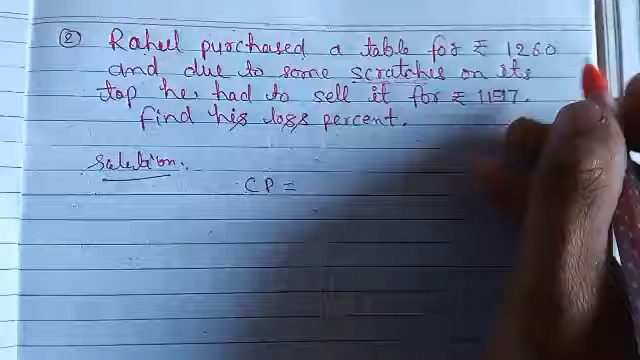 ② Rahul purchased a table for ₹ 1260
and due to some scratches on its
top he had to sell it for ₹ 1197.
find his loss percent.
Solution:
CP =